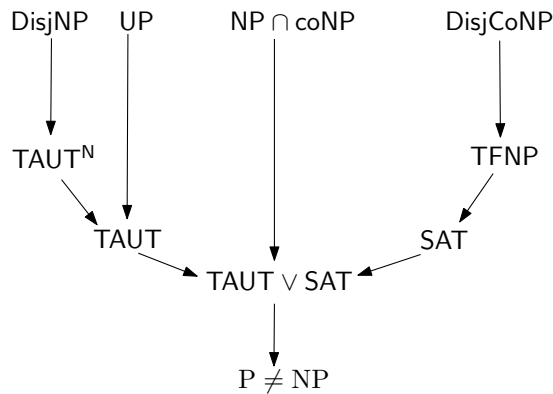 DisjNP UP NP ∩ coNP DisjCoNP
TAUT^N TFNP
TAUT SAT
TAUT ∨ SAT
P ≠ NP